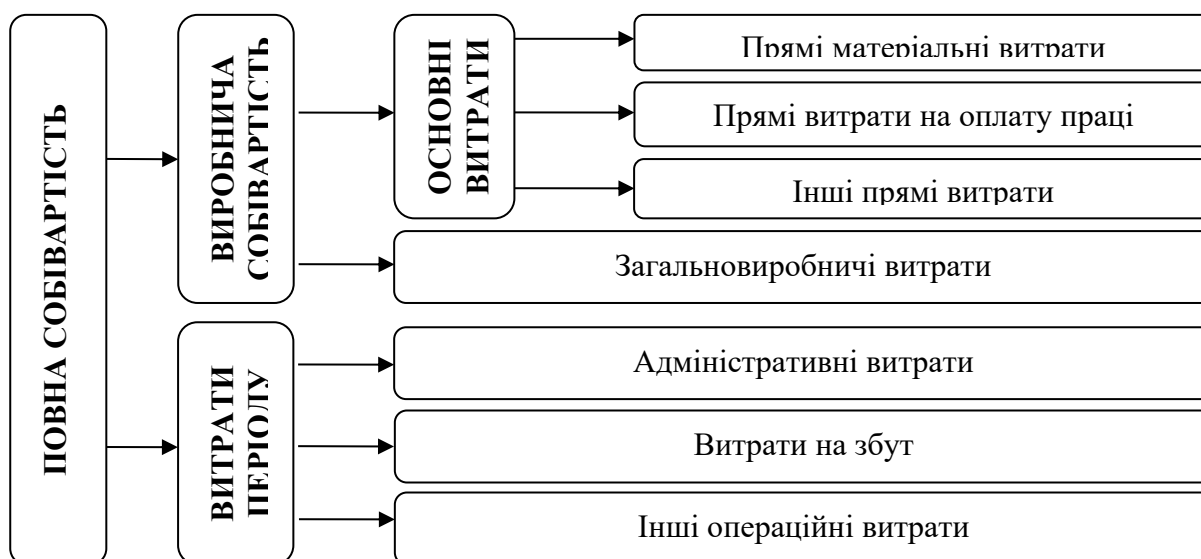 ПОВНА СОБІВАРТІСТЬ
ВИРОБНИЧА
СОБІВАРТІСТЬ
ОСНОВНІ
ВИТРАТИ
Прямі матеріальні витрати
Прямі витрати на оплату праці
Інші прямі витрати
Загальновиробничі витрати
ВИТРАТИ
ПЕРІОДУ
Адміністративні витрати
Витрати на збут
Інші операційні витрати